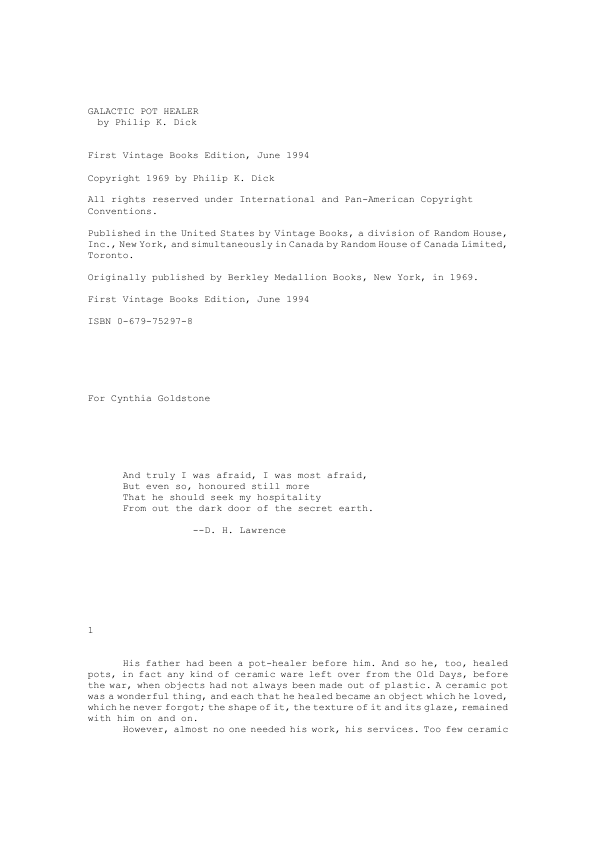 GALACTIC POT HEALER
by Philip K. Dick
First Vintage Books Edition, June 1994
Copyright 1969 by Philip K. Dick
All rights reserved under International and Pan-American Copyright
Conventions.
Published in the United States by Vintage Books, a division of Random House,
Inc., New York, and simultaneously in Canada by Random House of Canada Limited,
Toronto.
Originally published by Berkley Medallion Books, New York, in 1969.
First Vintage Books Edition, June 1994
ISBN 0-679-75297-8
For Cynthia Goldstone
And truly I was afraid, I was most afraid,
But even so, honoured still more
That he should seek my hospitality
From out the dark door of the secret earth.
--D. H. Lawrence
1
His father had been a pot-healer before him. And so he, too, healed
pots, in fact any kind of ceramic ware left over from the Old Days, before
the war, when objects had not always been made out of plastic. A ceramic pot
was a wonderful thing, and each that he healed became an object which he loved,
which he never forgot; the shape of it, the texture of it and its glaze, remained
with him on and on.
However, almost no one needed his work, his services. Too few ceramic